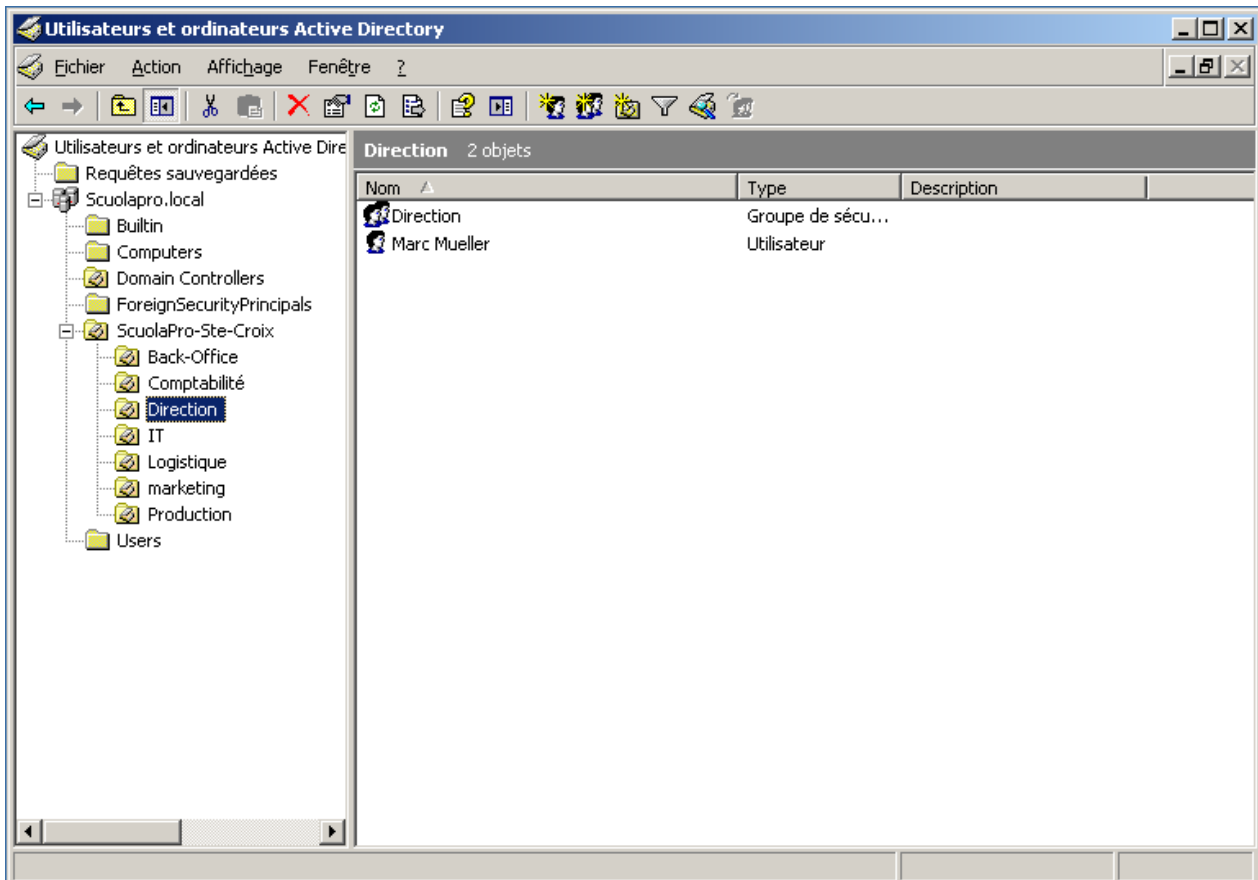 Utilisateurs et ordinateurs Active Directory
Fichier Action Affichage Fenêtre ?
Utilisateurs et ordinateurs Active Dire
Requêtes sauvegardées
Scuolapro.local
Builtin
Computers
Domain Controllers
ForeignSecurityPrincipals
ScuolaPro-Ste-Croix
Back-Office
Comptabilité
Direction
IT
Logistique
marketing
Production
Users
Direction 2 objets
Nom Type Description
Direction Groupe de sécu...
Marc Mueller Utilisateur